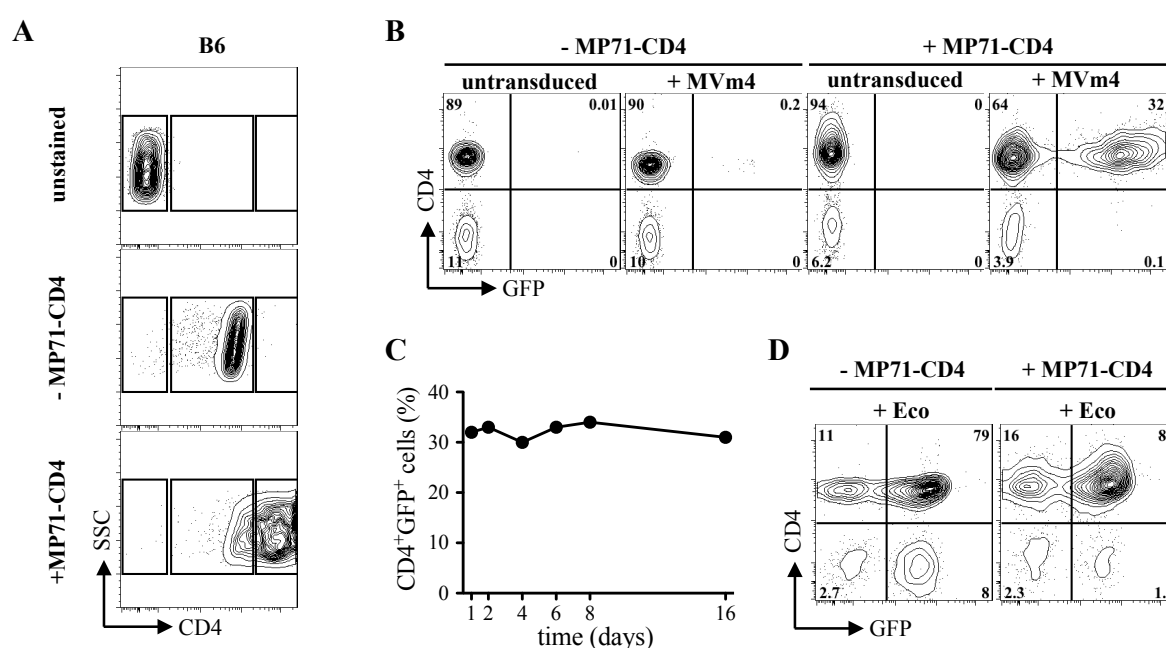 A
B6
unstained
- MP71-CD4
+MP71-CD4
SSC
CD4
B
- MP71-CD4
+ MP71-CD4
untransduced
+ MVm4
untransduced
+ MVm4
89
0.01
90
0.2
94
0
64
32
11
0
10
0
6.2
0
3.9
0.1
CD4
GFP
C
CD4+GFP+ cells (%)
40
30
20
10
0
1 2 4 6 8 16
time (days)
D
- MP71-CD4
+ MP71-CD4
+ Eco
+ Eco
11
79
16
8
2.7
8
2.3
1.
CD4
GFP